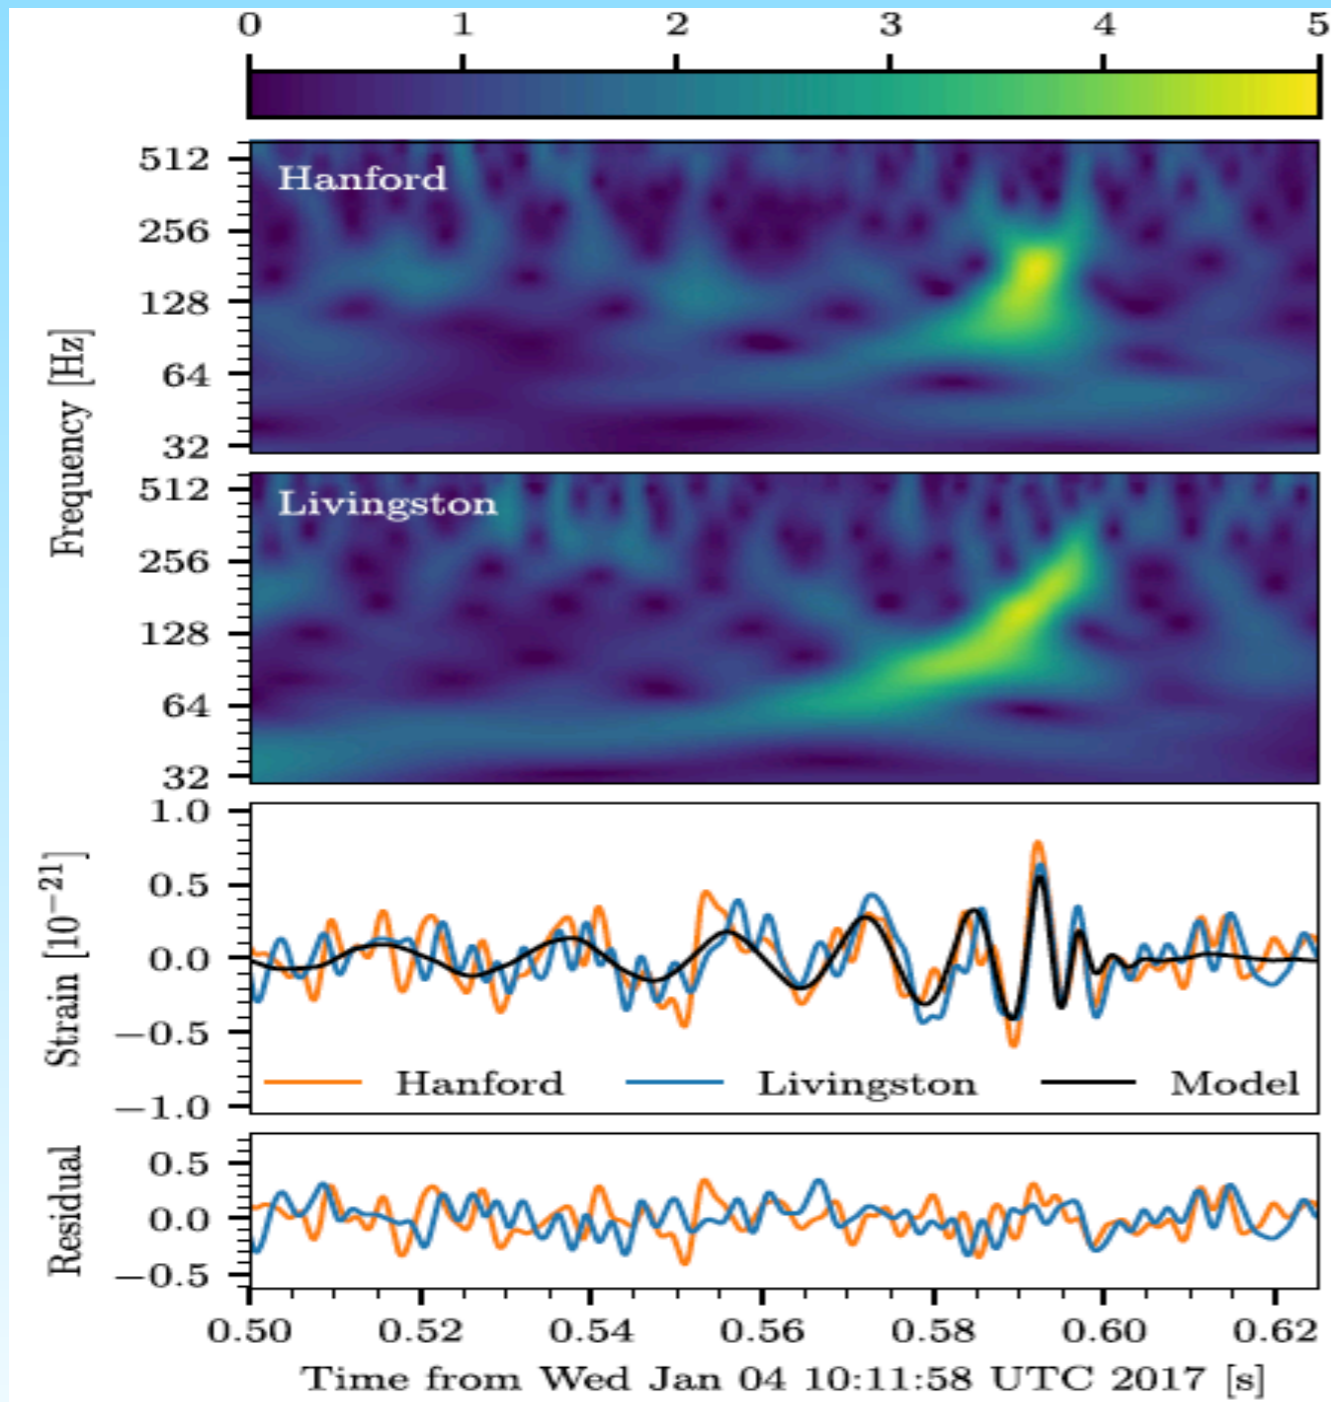 0 1 2 3 4 5
Hanford
512
256
128
64
32
Frequency [Hz]
Livingston
512
256
128
64
32
1.0
0.5
0.0
−0.5
−1.0
Strain [10⁻²¹]
Hanford Livingston Model
0.5
0.0
−0.5
Residual
0.50 0.52 0.54 0.56 0.58 0.60 0.62
Time from Wed Jan 04 10:11:58 UTC 2017 [s]